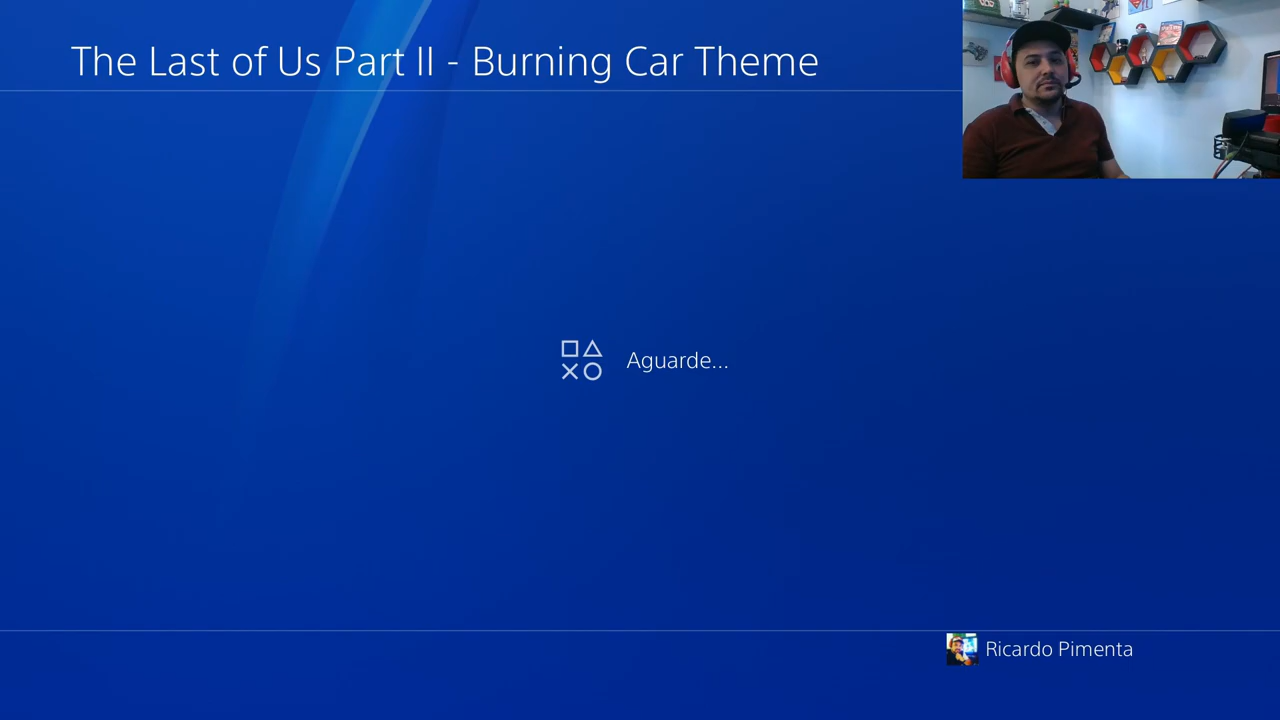 The Last of Us Part II - Burning Car Theme
Aguarde...
Ricardo Pimenta